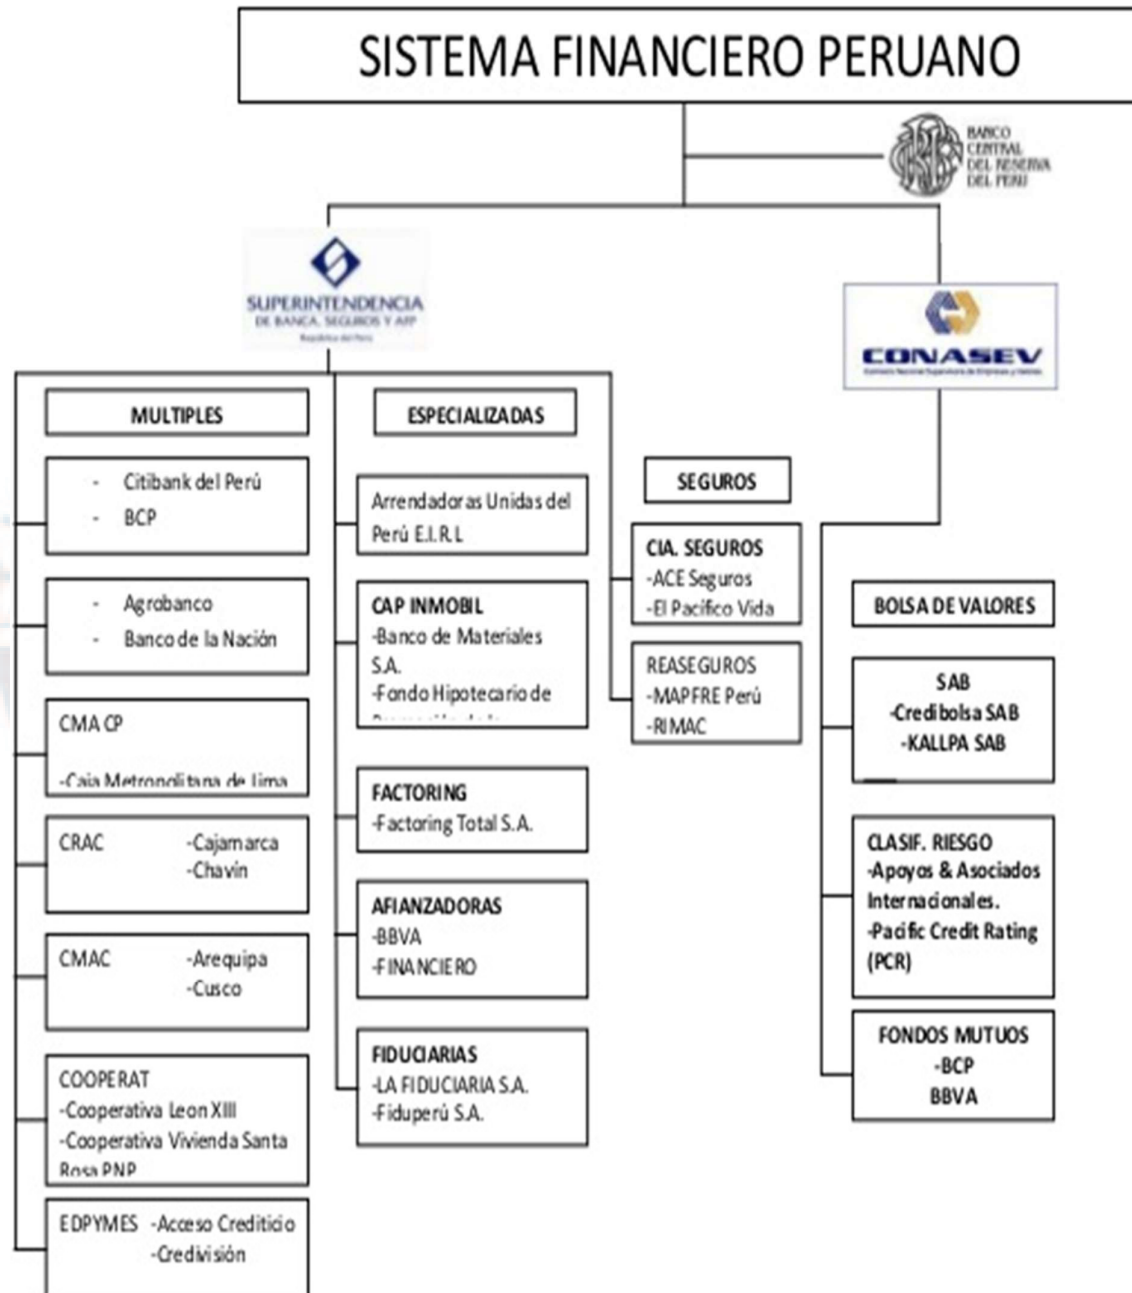 SISTEMA FINANCIERO PERUANO
BANCO
CENTRAL
DEL RESERVA
DEL PERU
SUPERINTENDENCIA
DE BANCA, SEGUROS Y AFP
República del Perú
CONASEV
MULTIPLES
- Citibank del Perú
- BCP
- Agrobanco
- Banco de la Nación
CMA CP
-Caja Metropolitana de Lima
CRAC -Cajamarca
-Chavín
CMAC -Arequipa
-Cusco
COOPERAT
-Cooperativa Leon XIII
-Cooperativa Vivienda Santa
Rosa PNP
EDPYMES -Acceso Crediticio
-Credivisión
ESPECIALIZADAS
Arrendadoras Unidas del
Perú E.I.R.L
CAP INMOBIL
-Banco de Materiales
S.A.
-Fondo Hipotecario de
FACTORING
-Factoring Total S.A.
AFIANZADORAS
-BBVA
-FINANCIERO
FIDUCIARIAS
-LA FIDUCIARIA S.A.
-Fiduperú S.A.
SEGUROS
CIA. SEGUROS
-ACE Seguros
-El Pacífico Vida
REASEGUROS
-MAPFRE Perú
-RIMAC
BOLSA DE VALORES
SAB
-Credibolsa SAB
-KALLPA SAB
CLASIF. RIESGO
-Apoyos & Asociados
Internacionales.
-Pacific Credit Rating
(PCR)
FONDOS MUTUOS
-BCP
BBVA